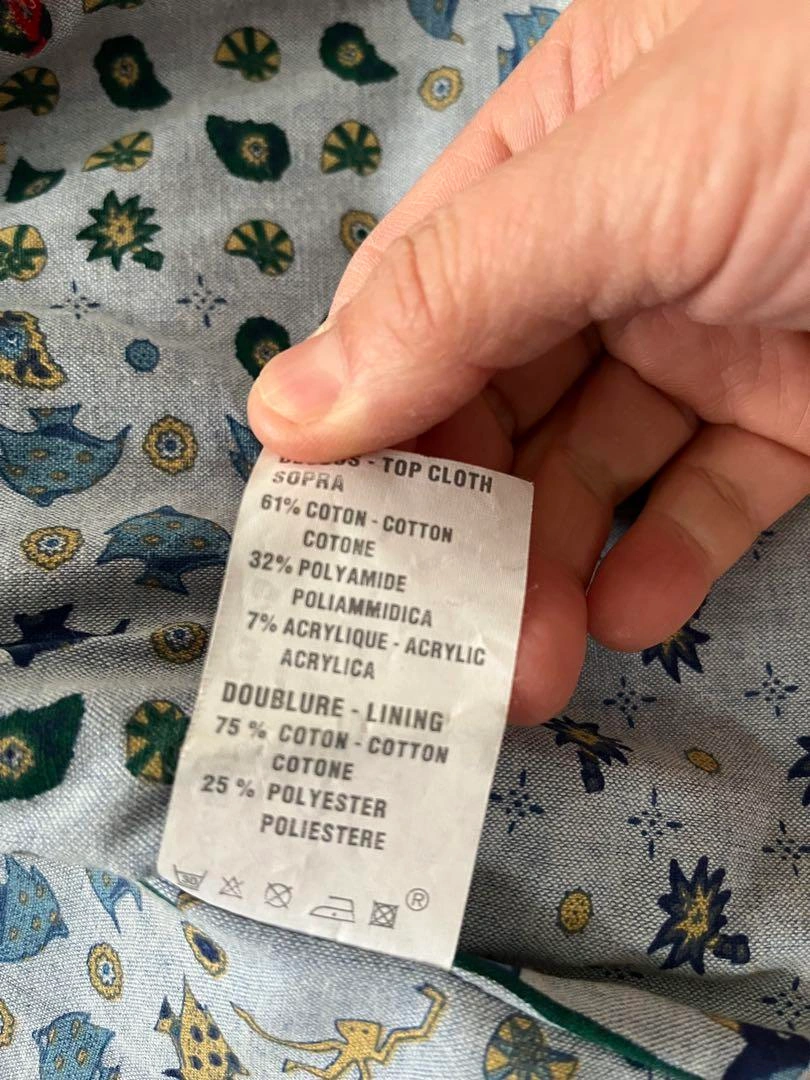 - TOP CLOTH
SOPRA
61% COTON - COTTON
COTONE
32% POLYAMIDE
POLIAMMIDICA
7% ACRYLIQUE - ACRYLIC
ACRYLICA
DOUBLURE - LINING
75 % COTON - COTTON
COTONE
25 % POLYESTER
POLIESTERE
30
®